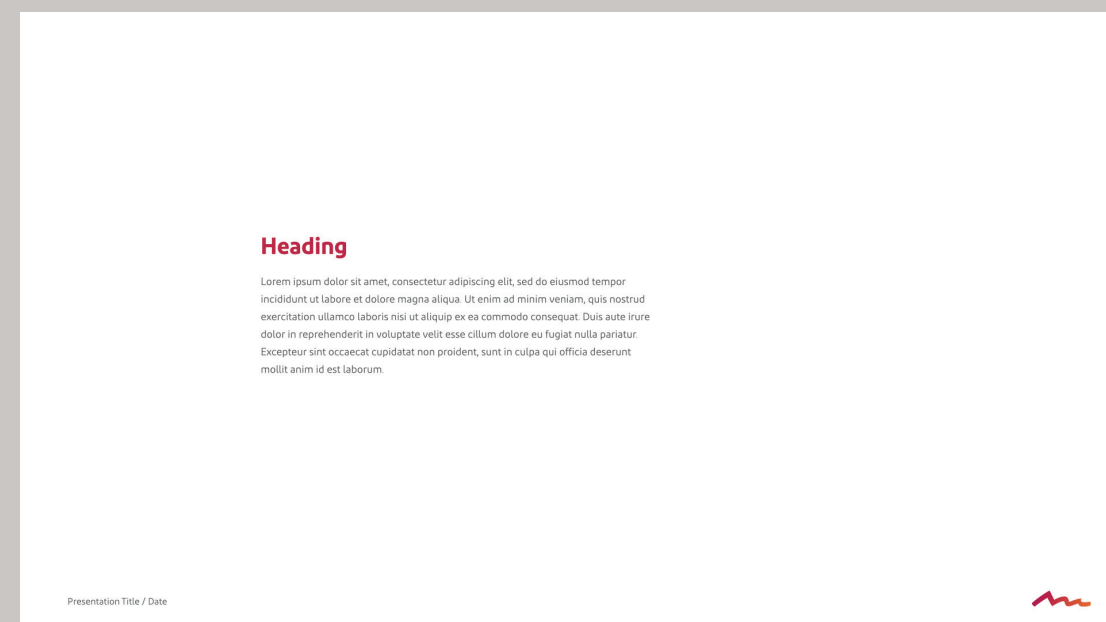 Heading
Lorem ipsum dolor sit amet, consectetur adipiscing elit, sed do eiusmod tempor
incididunt ut labore et dolore magna aliqua. Ut enim ad minim veniam, quis nostrud
exercitation ullamco laboris nisi ut aliquip ex ea commodo consequat. Duis aute irure
dolor in reprehenderit in voluptate velit esse cillum dolore eu fugiat nulla pariatur.
Excepteur sint occaecat cupidatat non proident, sunt in culpa qui officia deserunt
mollit anim id est laborum.
Presentation Title / Date